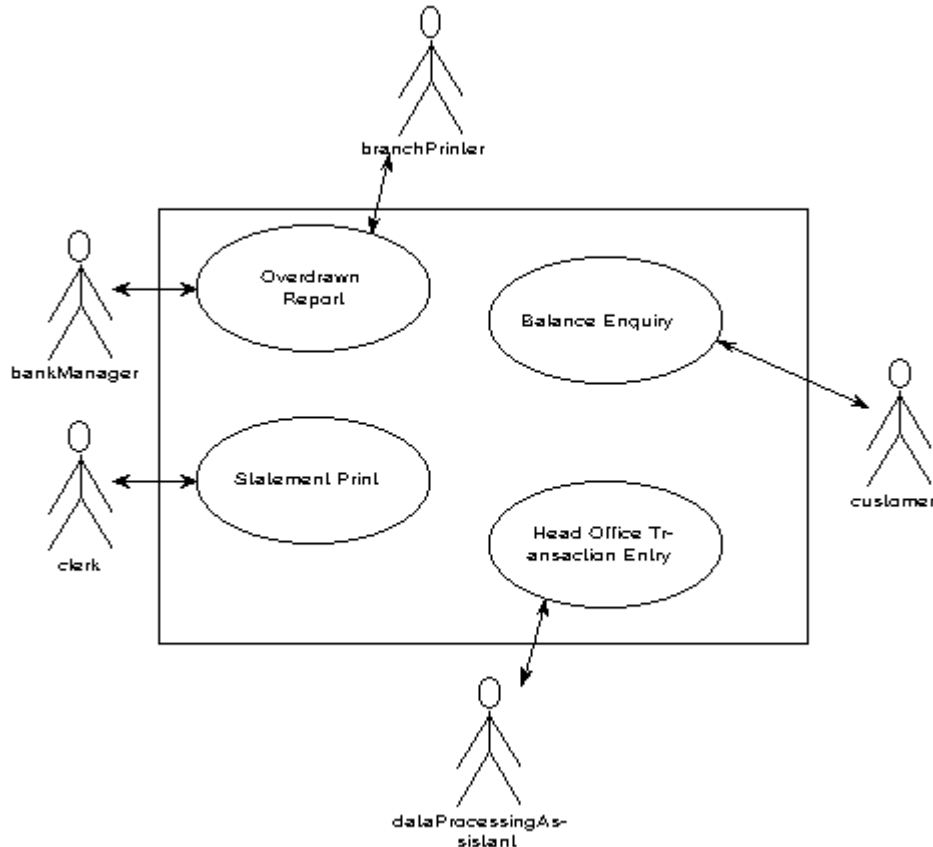 branchPrinter
Overdrawn
Report
Balance Enquiry
bankManager
Statement Print
customer
clerk
Head Office Tr-
ansaction Entry
dataProcessingAs-
sistant